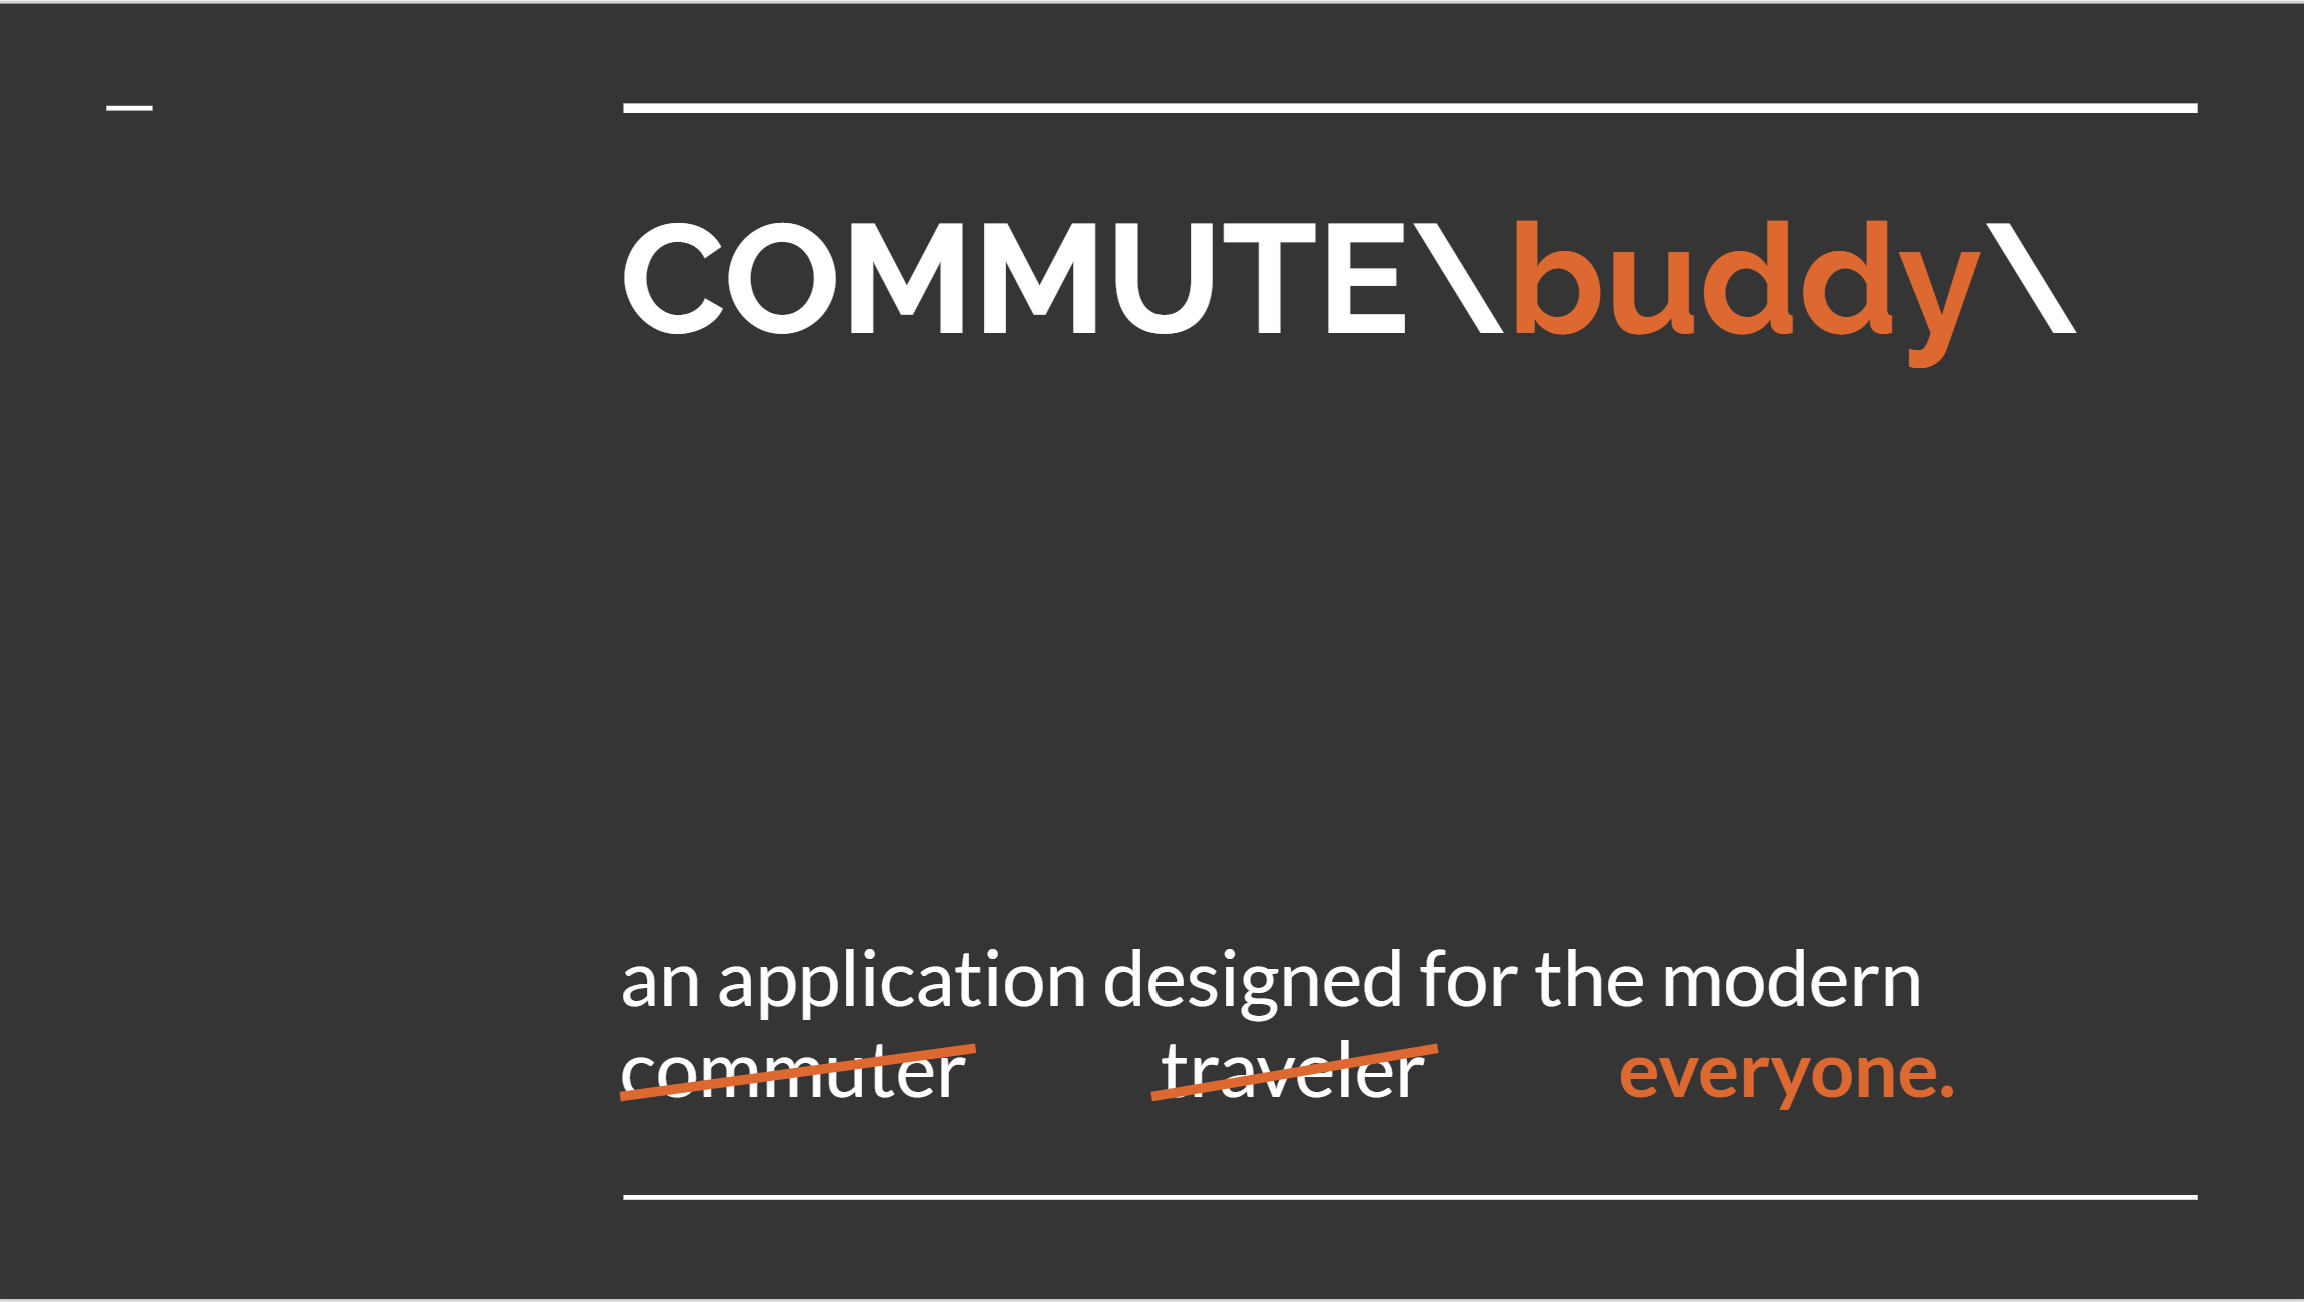 COMMUTE\buddy\
an application designed for the modern
commuter traveler everyone.